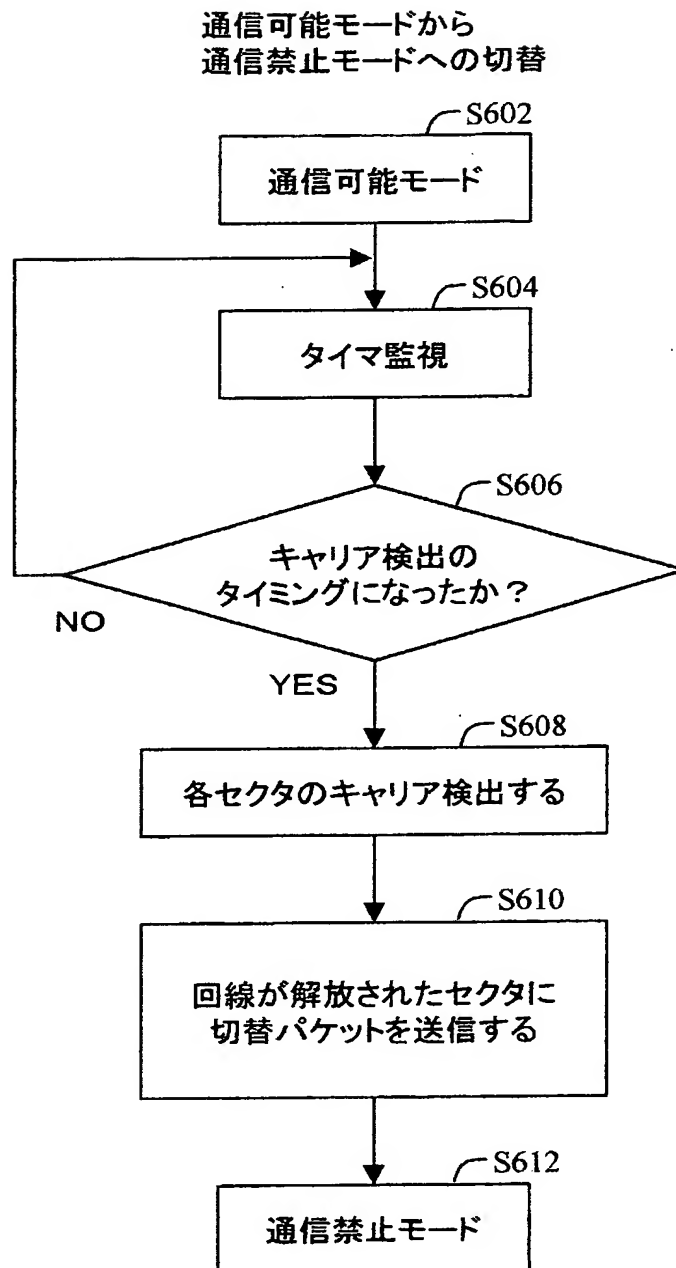 通信可能モードから
通信禁止モードへの切替
S602
通信可能モード
S604
タイマ監視
S606
キャリア検出の
タイミングになったか？
NO
YES
S608
各セクタのキャリア検出する
S610
回線が解放されたセクタに
切替パケットを送信する
S612
通信禁止モード